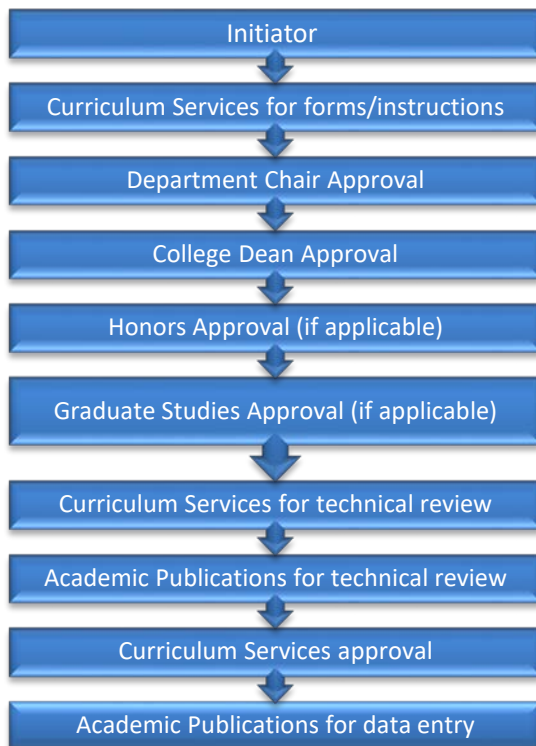 Initiator
Curriculum Services for forms/instructions
Department Chair Approval
College Dean Approval
Honors Approval (if applicable)
Graduate Studies Approval (if applicable)
Curriculum Services for technical review
Academic Publications for technical review
Curriculum Services approval
Academic Publications for data entry